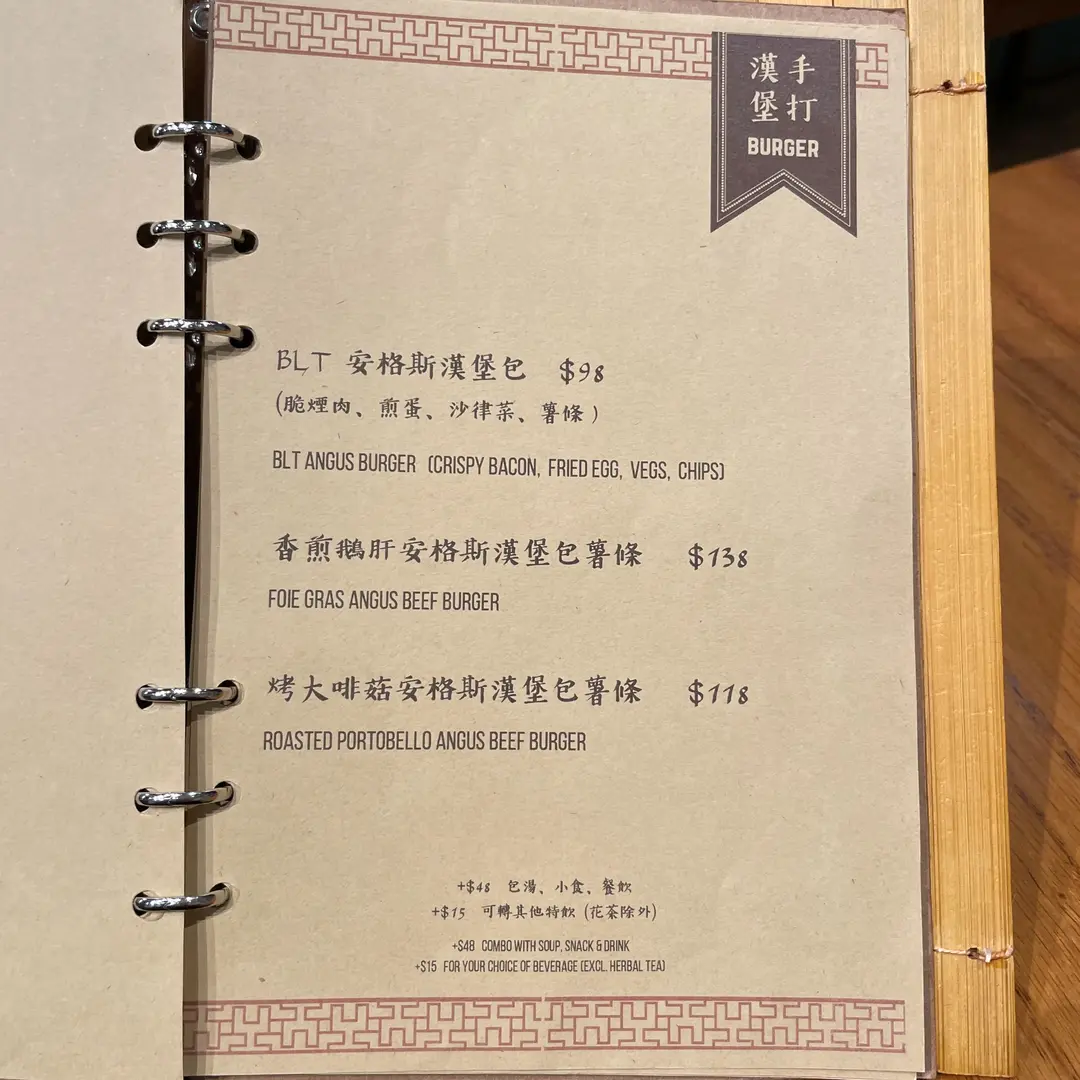 手打
漢堡
BURGER
BLT 安格斯漢堡包 $98
(脆煙肉、煎蛋、沙律菜、薯條)
BLT ANGUS BURGER (CRISPY BACON, FRIED EGG, VEGS, CHIPS)
香煎鵝肝安格斯漢堡包薯條 $138
FOIE GRAS ANGUS BEEF BURGER
烤大啡菇安格斯漢堡包薯條 $118
ROASTED PORTOBELLO ANGUS BEEF BURGER
+$48 包湯、小食、餐飲
+$15 可轉其他特飲 (花茶除外)
+$48 COMBO WITH SOUP, SNACK & DRINK
+$15 FOR YOUR CHOICE OF BEVERAGE (EXCL. HERBAL TEA)